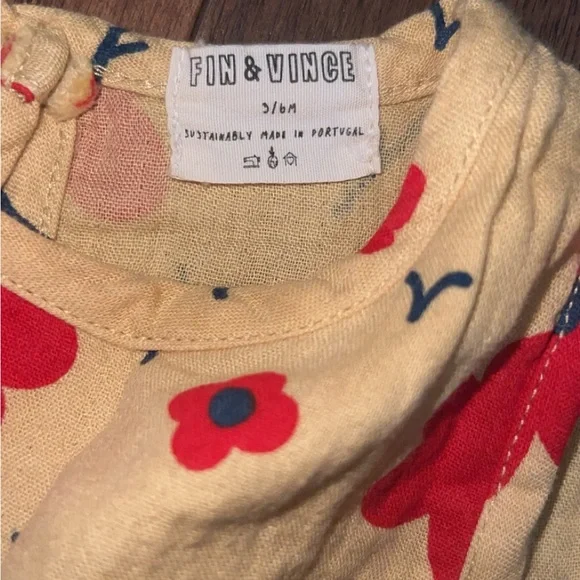 FIN & VINCE
3/6M
SUSTAINABLY MADE IN PORTUGAL